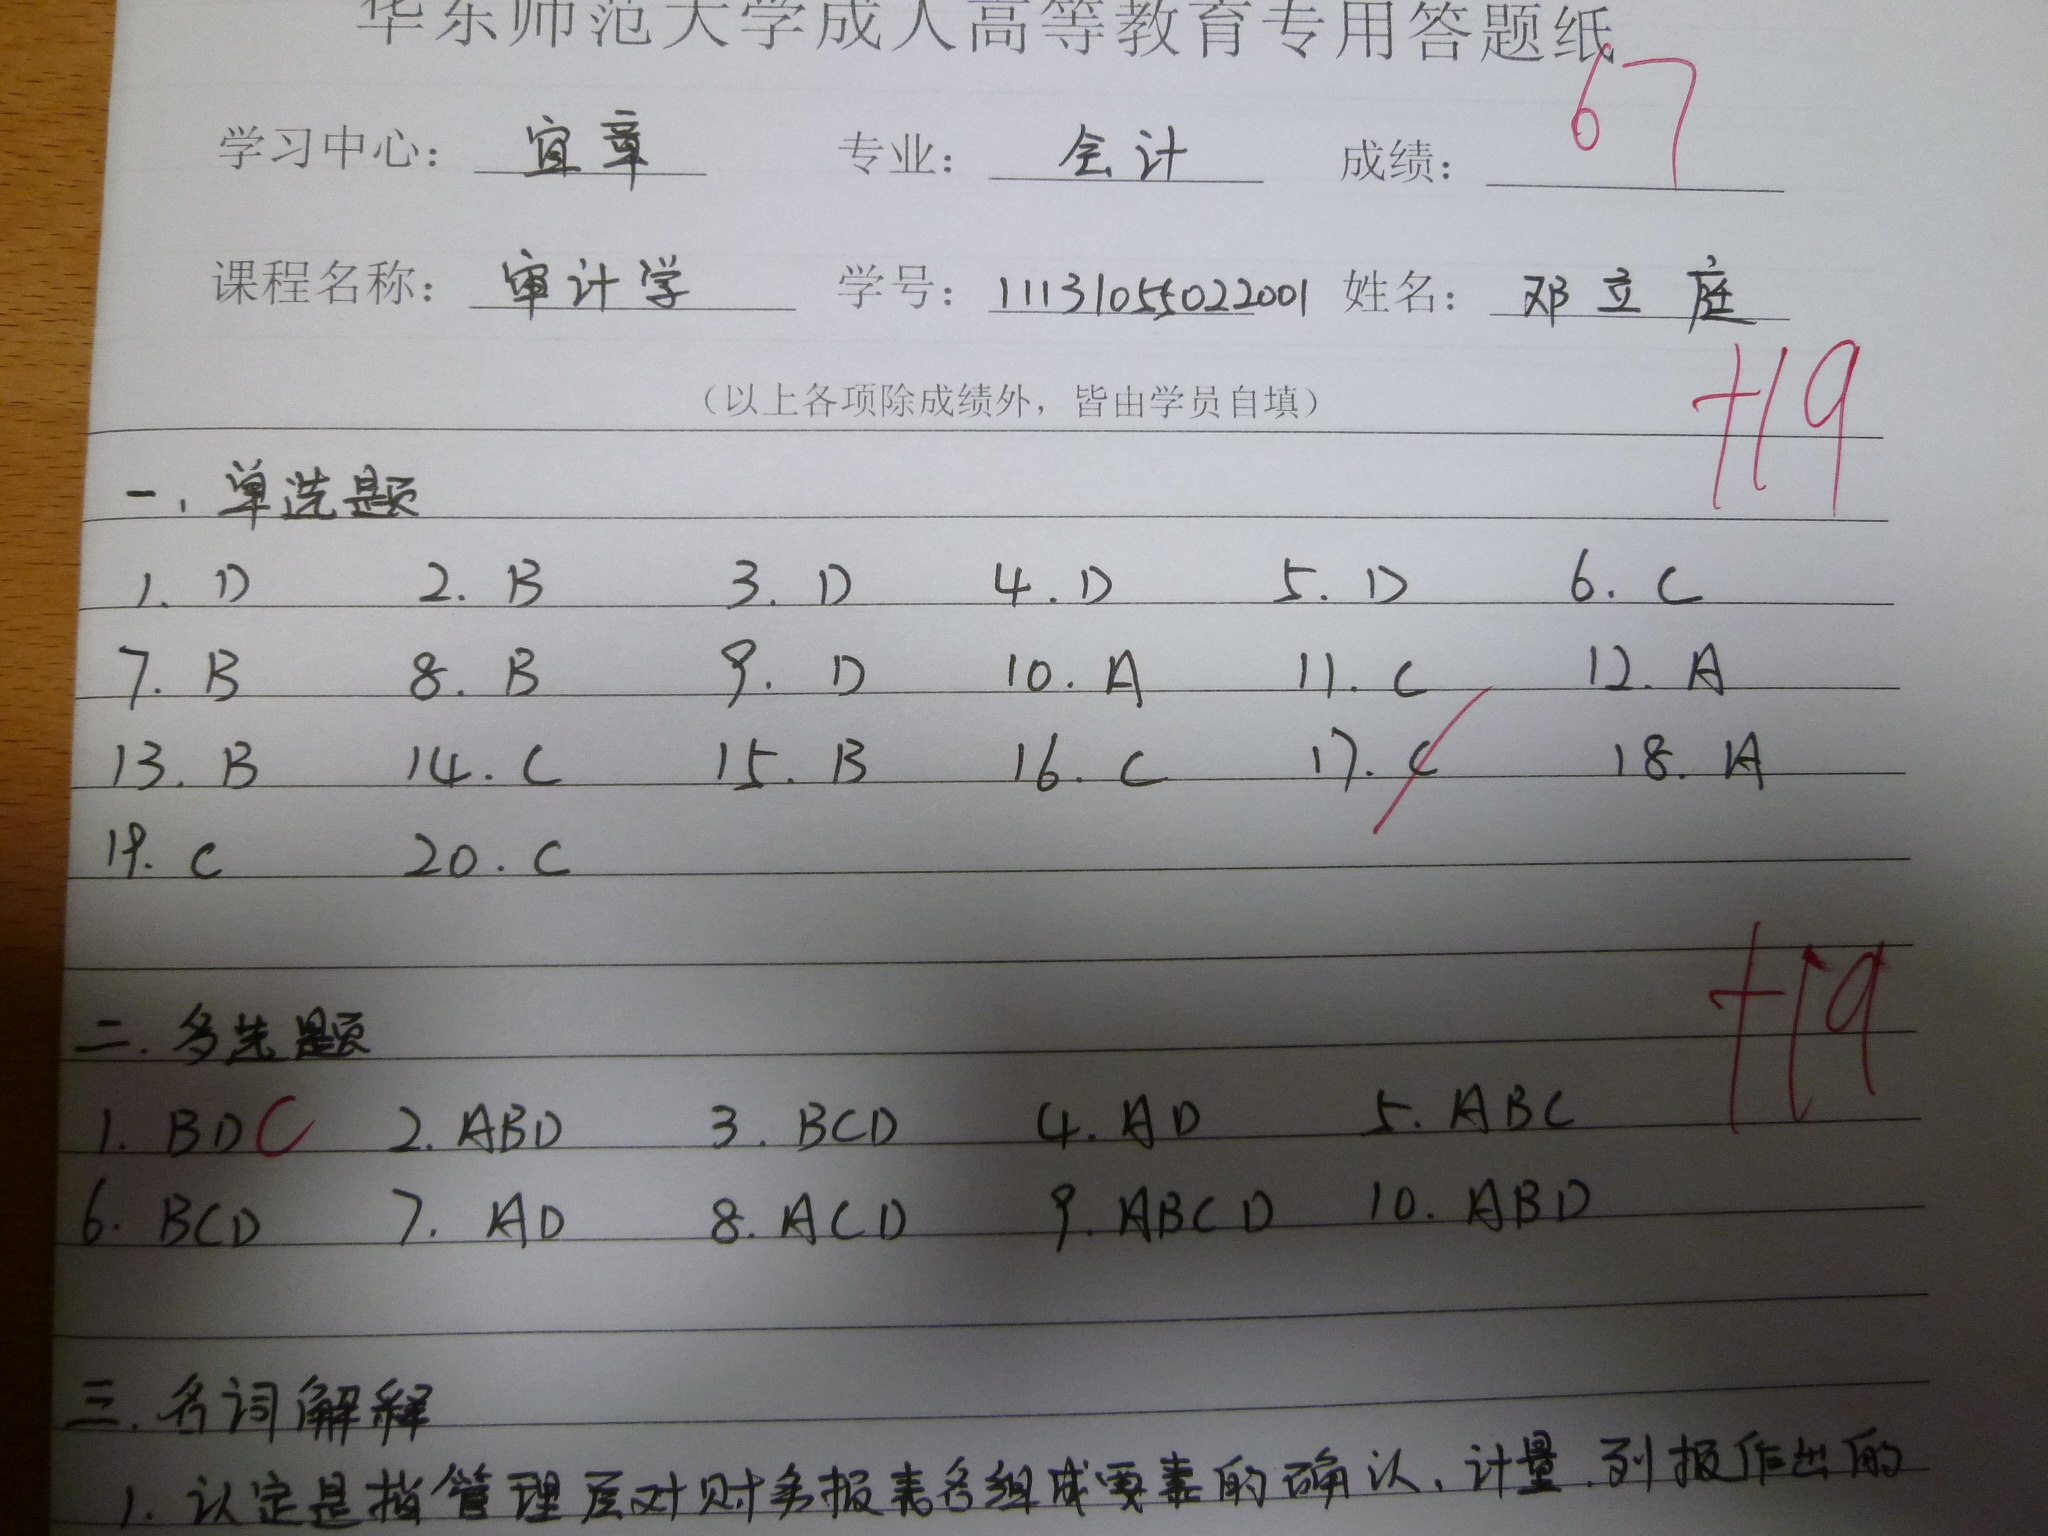 华东师范大学成人高等教育专用答题纸
学习中心： 宜章 专业： 会计 成绩： 67
课程名称： 审计学 学号： 11131055022001 姓名： 邓立庭
（以上各项除成绩外，皆由学员自填）
+19
一、单选题
1. D 2. B 3. D 4. D 5. D 6. C
7. B 8. B 9. D 10. A 11. C 12. A
13. B 14. C 15. B 16. C 17. C 18. A
19. C 20. C
+19
二、多选题
1. BDC 2. ABD 3. BCD 4. AD 5. ABC
6. BCD 7. AD 8. ACD 9. ABCD 10. ABD
三、名词解释
1. 认定是指管理层对财务报表各组成要素的确认、计量、列报作出的